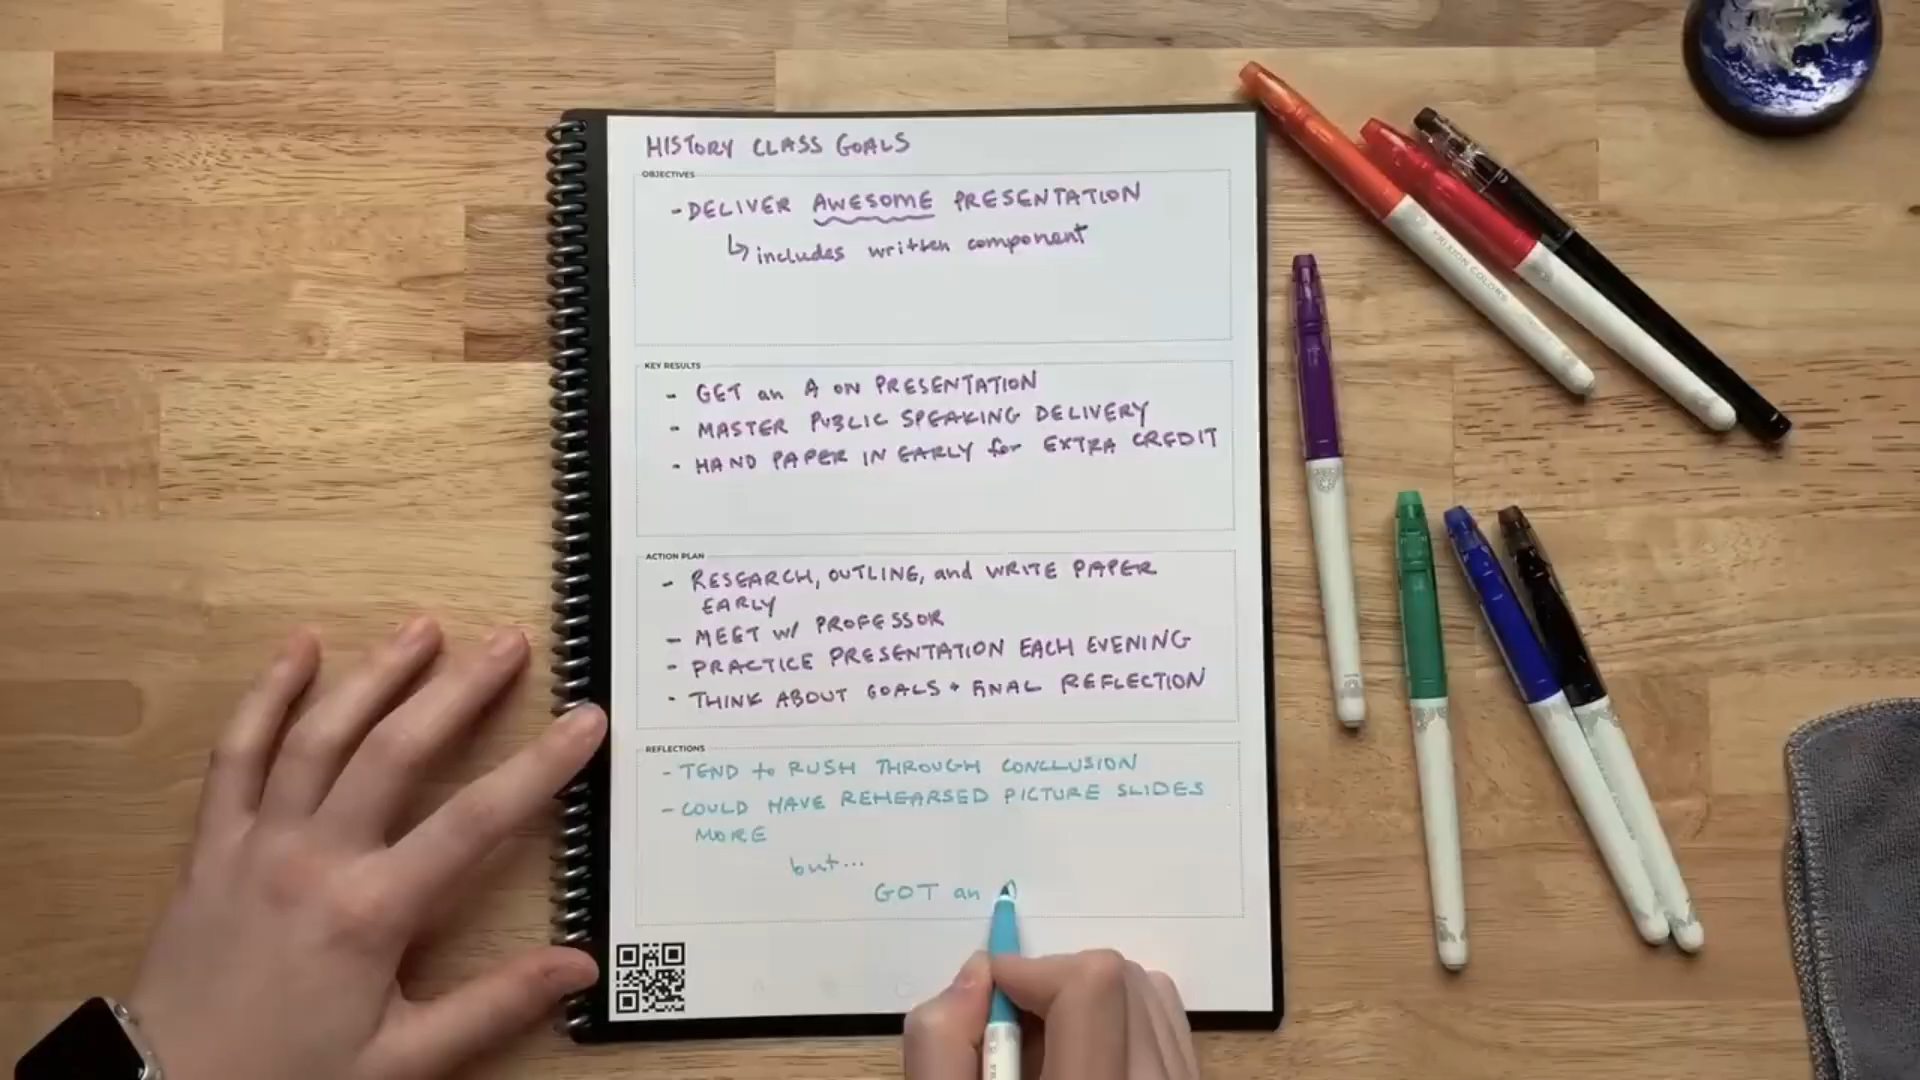 HISTORY CLASS GOALS
OBJECTIVES
- DELIVER AWESOME PRESENTATION
↳ includes written component
KEY RESULTS
- GET an A ON PRESENTATION
- MASTER PUBLIC SPEAKING DELIVERY
- HAND PAPER IN EARLY for EXTRA CREDIT
ACTION PLAN
- RESEARCH, OUTLINE, and WRITE PAPER
EARLY
- MEET W/ PROFESSOR
- PRACTICE PRESENTATION EACH EVENING
- THINK ABOUT GOALS + FINAL REFLECTION
REFLECTIONS
- TEND to RUSH THROUGH CONCLUSION
- COULD HAVE REHEARSED PICTURE SLIDES
MORE
but...
GOT an
FRIXION COLORS